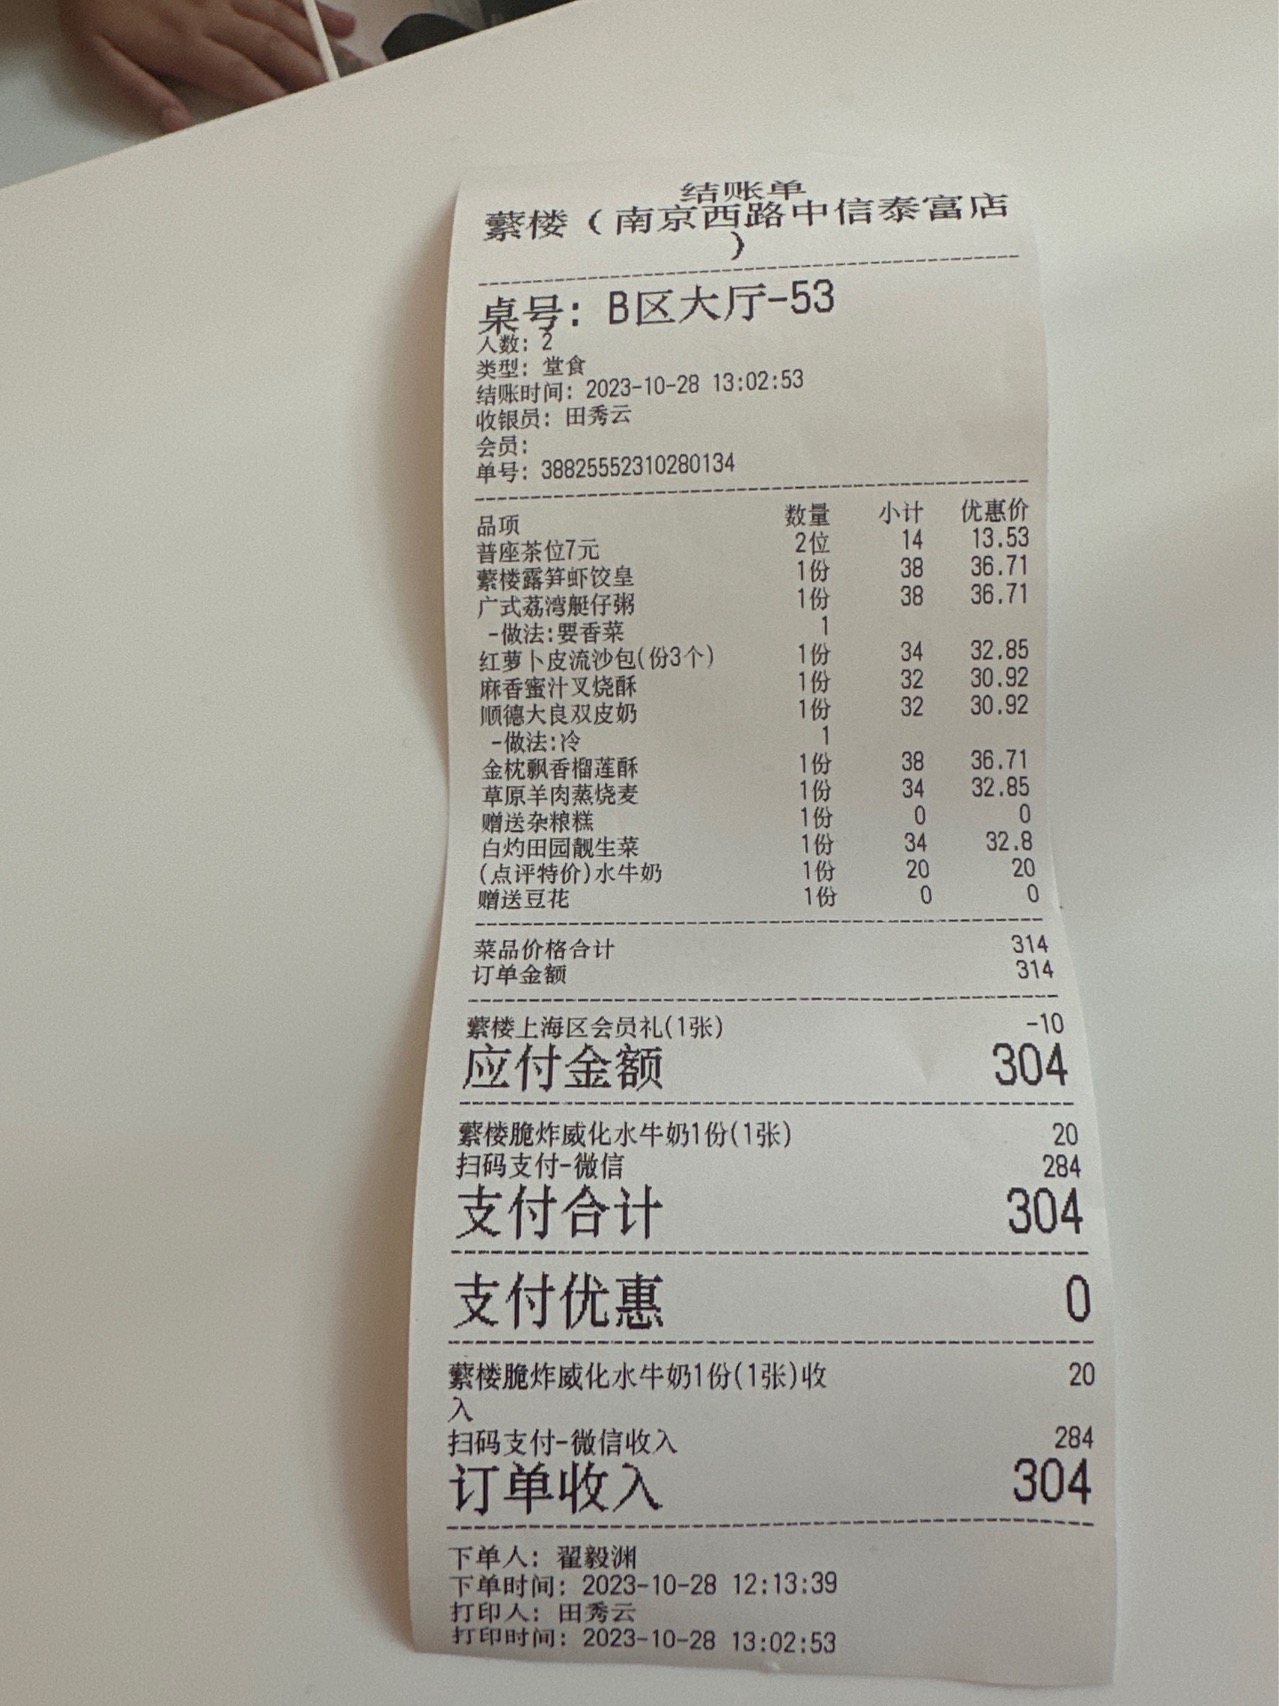 结账单
蘩楼（南京西路中信泰富店
）
桌号: B区大厅-53
人数: 2
类型: 堂食
结账时间: 2023-10-28 13:02:53
收银员: 田秀云
会员:
单号: 38825552310280134
品项 数量 小计 优惠价
普座茶位7元 2位 14 13.53
蘩楼露笋虾饺皇 1份 38 36.71
广式荔湾艇仔粥 1份 38 36.71
-做法:要香菜 1
红萝卜皮流沙包(份3个) 1份 34 32.85
麻香蜜汁叉烧酥 1份 32 30.92
顺德大良双皮奶 1份 32 30.92
-做法:冷 1
金枕飘香榴莲酥 1份 38 36.71
草原羊肉蒸烧麦 1份 34 32.85
赠送杂粮糕 1份 0 0
白灼田园靓生菜 1份 34 32.8
(点评特价)水牛奶 1份 20 20
赠送豆花 1份 0 0
菜品价格合计 314
订单金额 314
蘩楼上海区会员礼(1张) -10
应付金额 304
蘩楼脆炸威化水牛奶1份(1张) 20
扫码支付-微信 284
支付合计 304
支付优惠 0
蘩楼脆炸威化水牛奶1份(1张)收 20
入
扫码支付-微信收入 284
订单收入 304
下单人: 翟毅渊
下单时间: 2023-10-28 12:13:39
打印人: 田秀云
打印时间: 2023-10-28 13:02:53